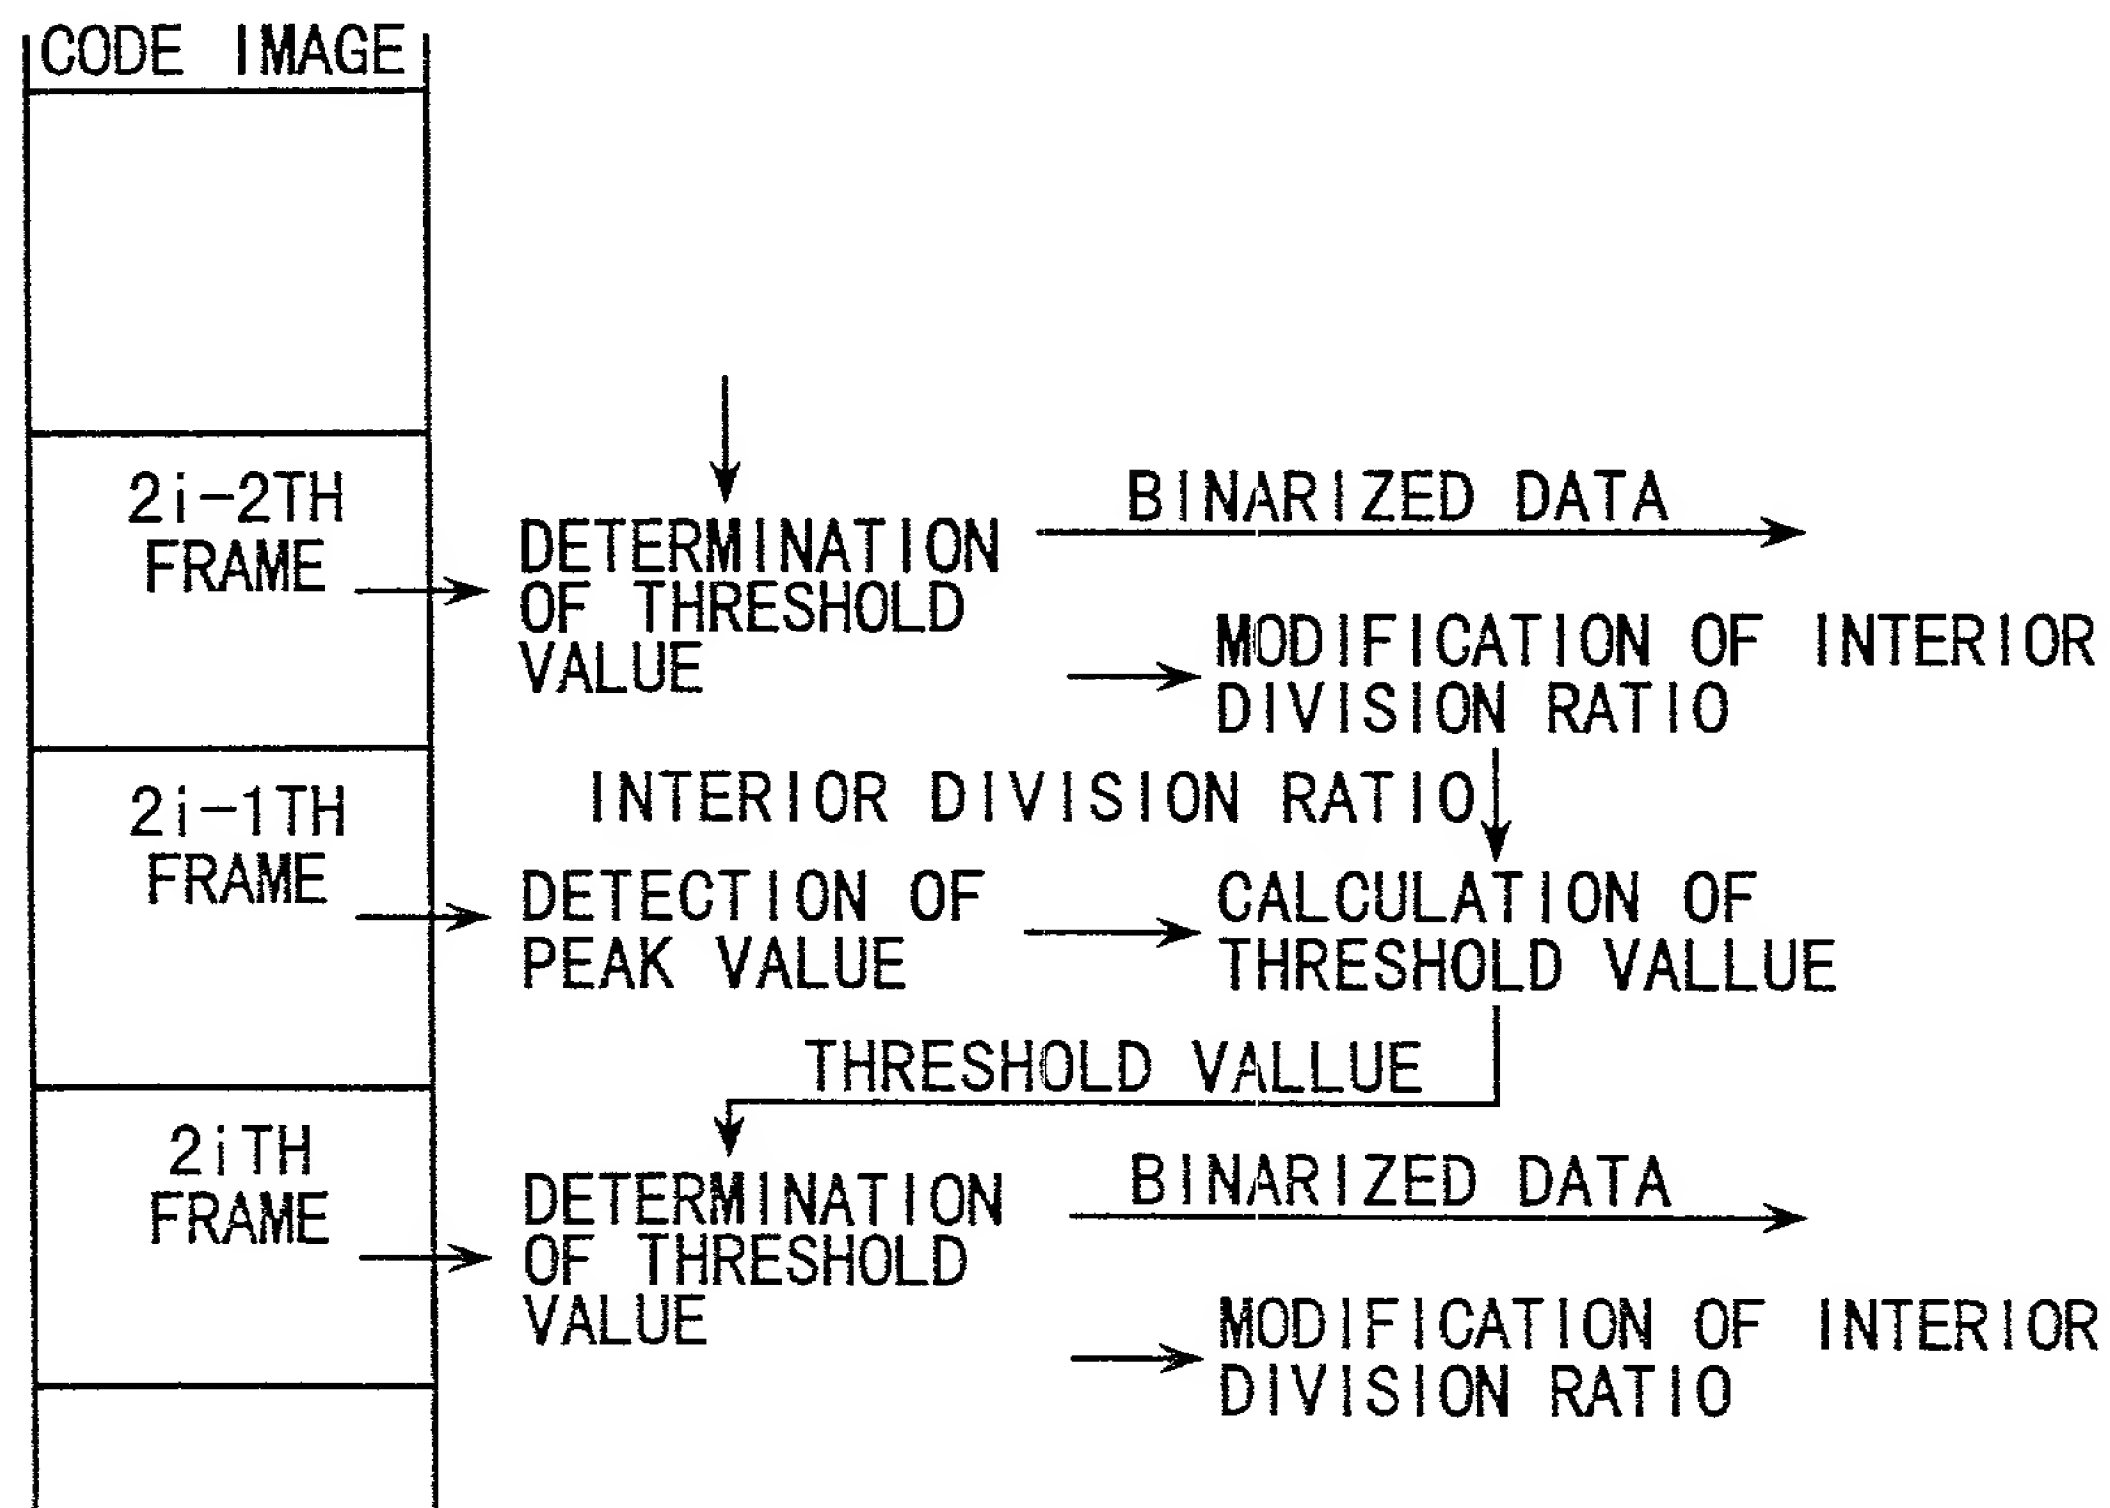 CODE IMAGE
2i-2TH
FRAME
DETERMINATION
OF THRESHOLD
VALUE
BINARIZED DATA
MODIFICATION OF INTERIOR
DIVISION RATIO
2i-1TH
FRAME
INTERIOR DIVISION RATIO
DETECTION OF
PEAK VALUE
CALCULATION OF
THRESHOLD VALLUE
THRESHOLD VALLUE
2iTH
FRAME
DETERMINATION
OF THRESHOLD
VALUE
BINARIZED DATA
MODIFICATION OF INTERIOR
DIVISION RATIO